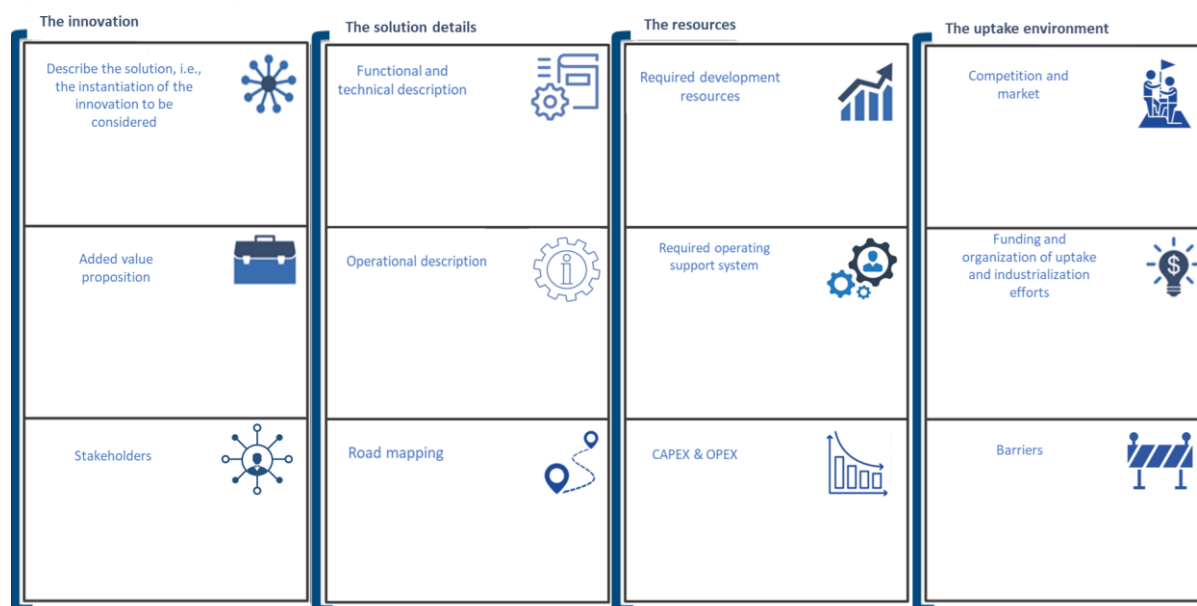 The innovation
Describe the solution, i.e.,
the instantiation of the
innovation to be
considered
Added value
proposition
Stakeholders
The solution details
Functional and
technical description
Operational description
Road mapping
The resources
Required development
resources
Required operating
support system
CAPEX & OPEX
The uptake environment
Competition and
market
Funding and
organization of uptake
and industrialization
efforts
Barriers